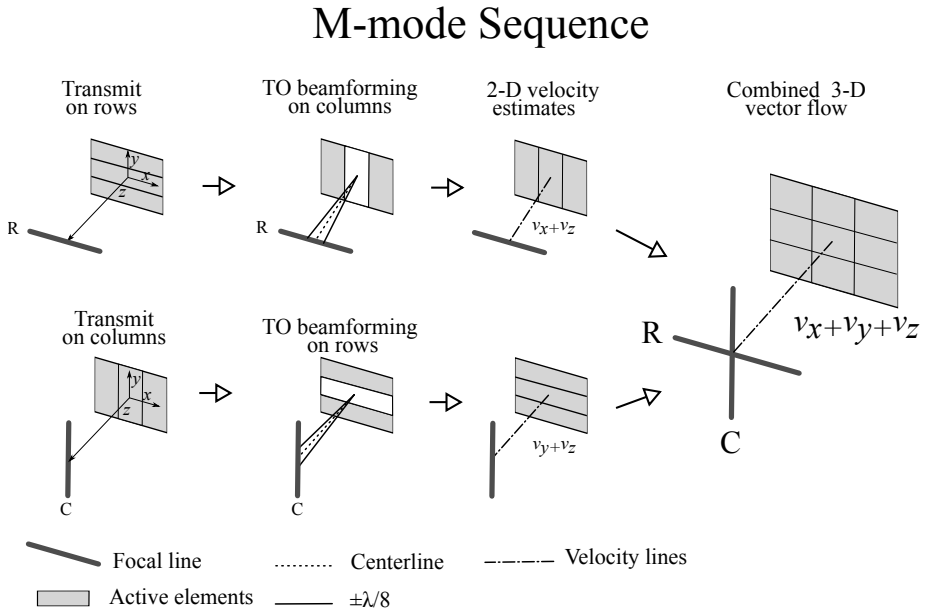 M-mode Sequence
Transmit
on rows
TO beamforming
on columns
2-D velocity
estimates
Combined 3-D
vector flow
y
x
z
R
R
vx+vz
Transmit
on columns
TO beamforming
on rows
y
x
z
C
C
vy+vz
R
C
vx+vy+vz
Focal line
Centerline
Velocity lines
Active elements
±λ/8